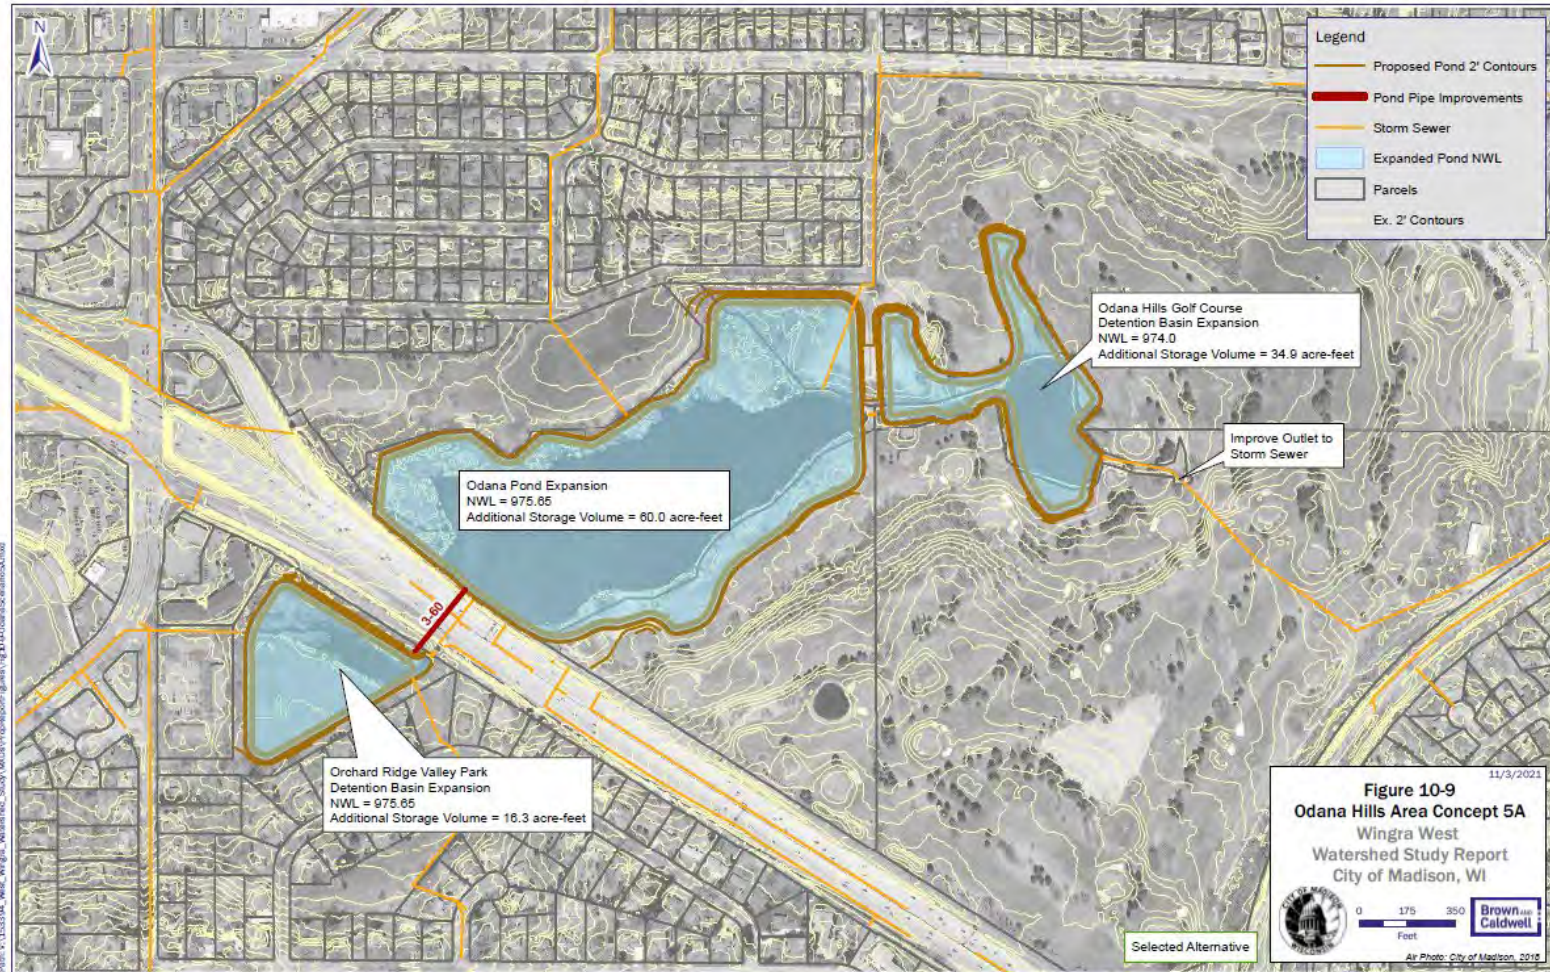 N
Legend
Proposed Pond 2' Contours
Pond Pipe Improvements
Storm Sewer
Expanded Pond NWL
Parcels
Ex. 2' Contours
Odana Hills Golf Course
Detention Basin Expansion
NWL = 974.0
Additional Storage Volume = 34.9 acre-feet
Improve Outlet to
Storm Sewer
Odana Pond Expansion
NWL = 975.65
Additional Storage Volume = 60.0 acre-feet
3-60
Orchard Ridge Valley Park
Detention Basin Expansion
NWL = 975.65
Additional Storage Volume = 16.3 acre-feet
11/3/2021
Figure 10-9
Odana Hills Area Concept 5A
Wingra West
Watershed Study Report
City of Madison, WI
CITY OF MADISON
WISCONSIN
0 175 350
Feet
Brown AND
Caldwell
Selected Alternative
Air Photo: City of Madison, 2018